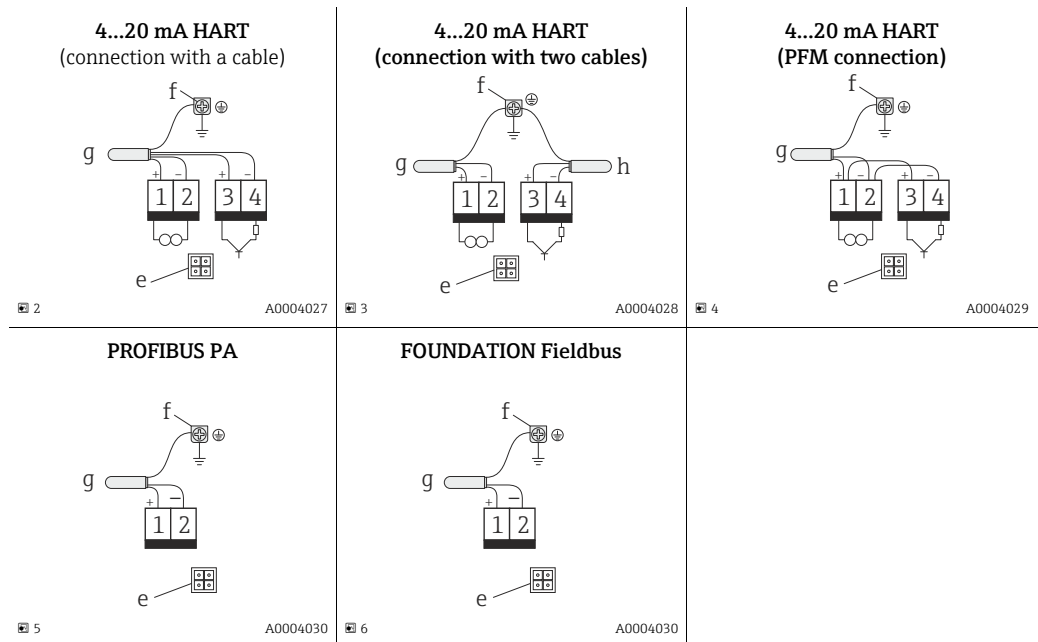 4...20 mA HART
(connection with a cable)
f
g
+ – + –
1 2 3 4
e
2 A0004027
4...20 mA HART
(connection with two cables)
f
g h
+ – + –
1 2 3 4
e
3 A0004028
4...20 mA HART
(PFM connection)
f
g
+ – + –
1 2 3 4
e
4 A0004029
PROFIBUS PA
f
g
+ –
1 2
e
5 A0004030
FOUNDATION Fieldbus
f
g
+ –
1 2
e
6 A0004030